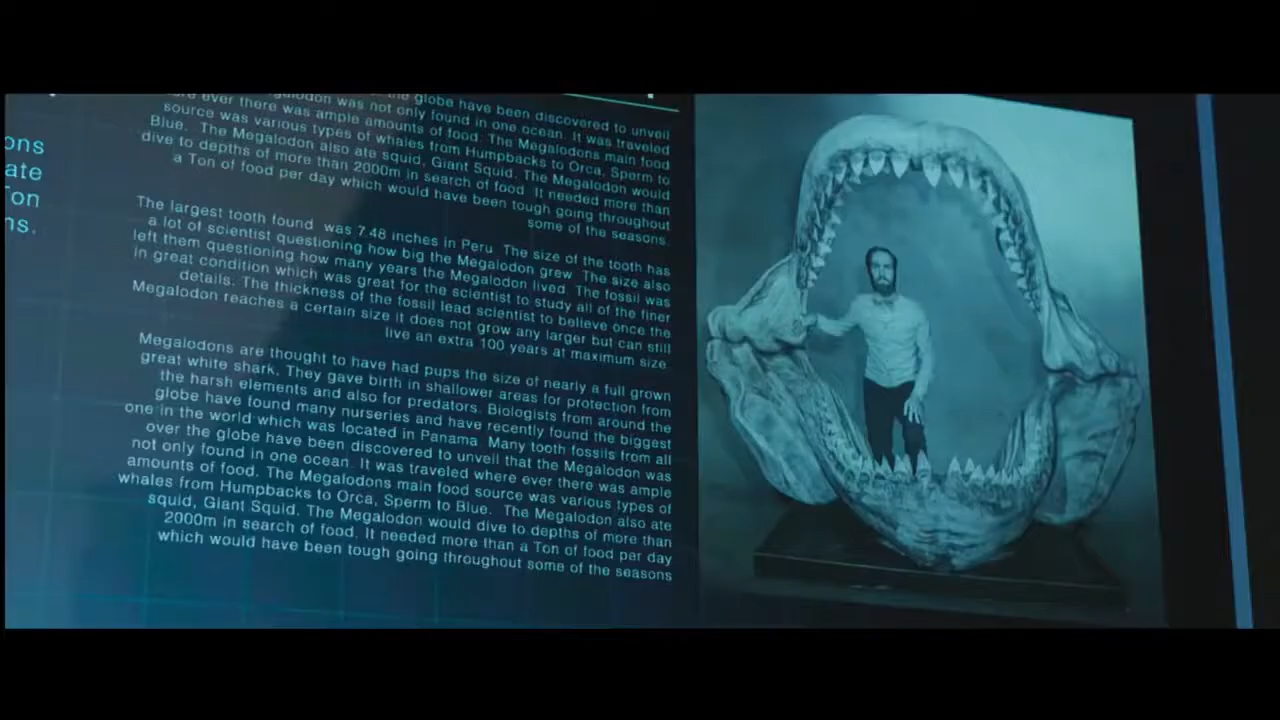 ons
ate
Ton
ns.
the globe have been discovered to unveil
ever there was not only found in one ocean. It was traveled
ever there was ample amounts of food. The Megalodons main food
source was various types of whales from Humpbacks to Orca, Sperm to
Blue. The Megalodon also ate squid, Giant Squid. The Megalodon would
dive to depths of more than 2000m in search of food. It needed more than
a Ton of food per day which would have been tough going throughout
some of the seasons.
The largest tooth found was 7.48 inches in Peru. The size of the tooth has
a lot of scientist questioning how big the Megalodon grew. The size also
left them questioning how many years the Megalodon lived. The fossil was
in great condition which was great for the scientist to study all of the finer
details. The thickness of the fossil lead scientist to believe once the
Megalodon reaches a certain size it does not grow any larger but can still
live an extra 100 years at maximum size.
Megalodons are thought to have had pups the size of nearly a full grown
great white shark. They gave birth in shallower areas for protection from
the harsh elements and also for predators. Biologists from around the
globe have found many nurseries and have recently found the biggest
one in the world which was located in Panama. Many tooth fossils from all
over the globe have been discovered to unveil that the Megalodon was
not only found in one ocean. It was traveled where ever there was ample
amounts of food. The Megalodons main food source was various types of
whales from Humpbacks to Orca, Sperm to Blue. The Megalodon also ate
squid, Giant Squid. The Megalodon would dive to depths of more than
2000m in search of food. It needed more than a Ton of food per day
which would have been tough going throughout some of the seasons